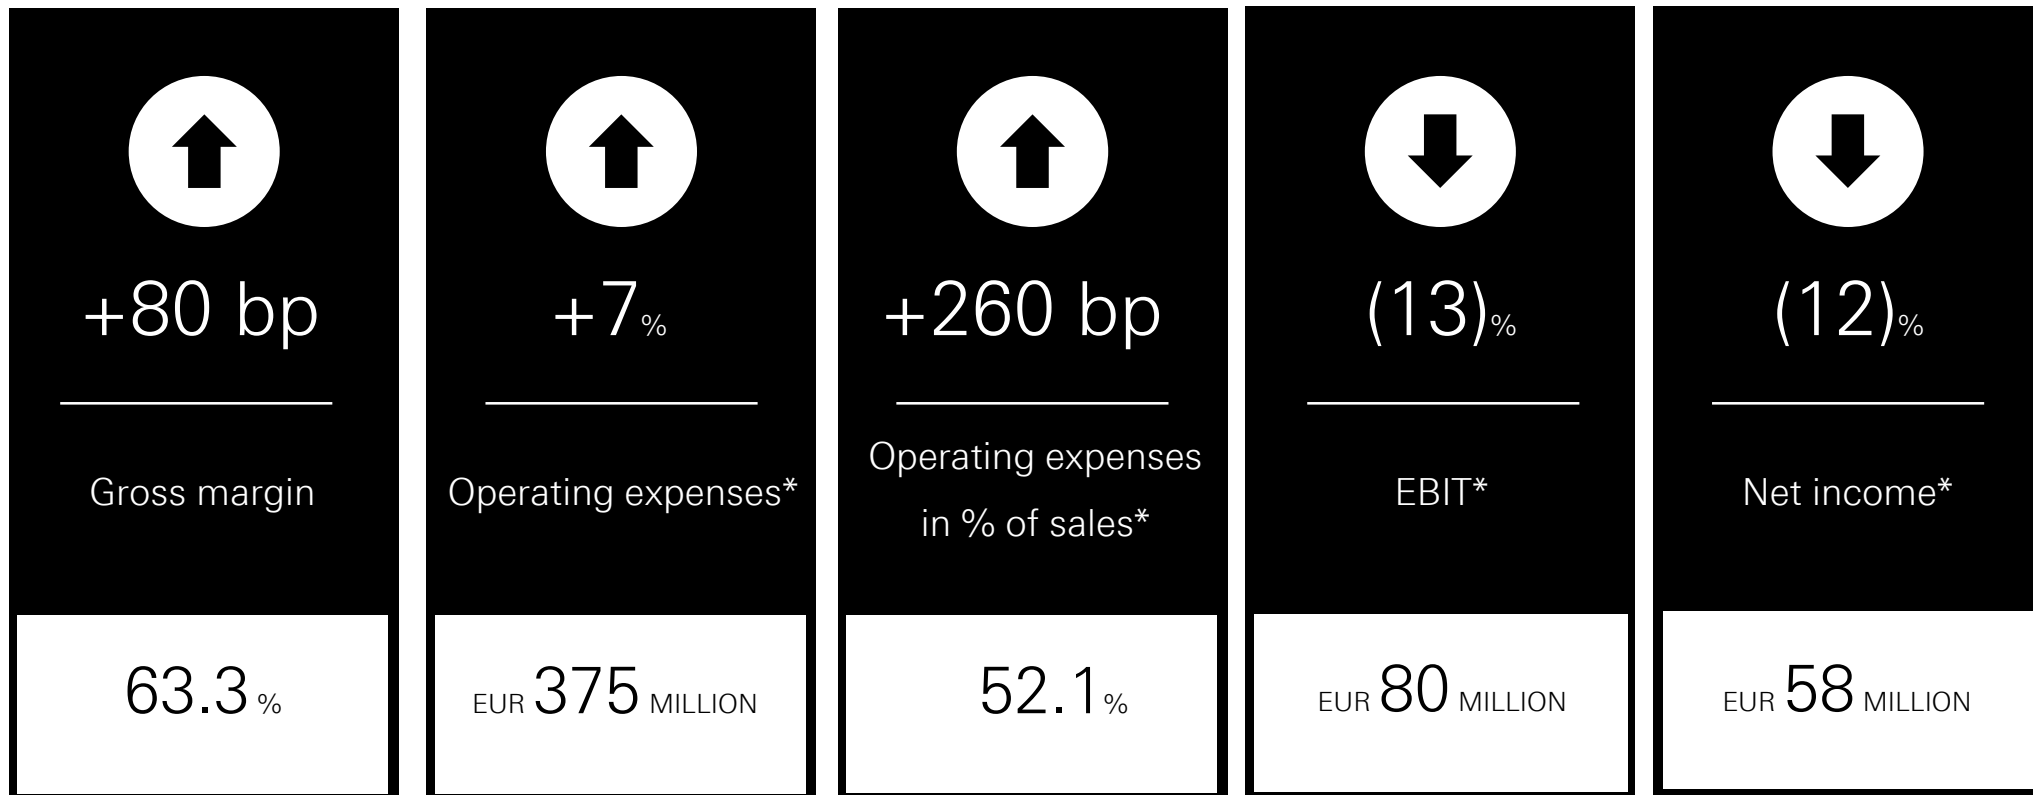 +80 bp
Gross margin
63.3 %
+7%
Operating expenses*
EUR 375 MILLION
+260 bp
Operating expenses
in % of sales*
52.1%
(13)%
EBIT*
EUR 80 MILLION
(12)%
Net income*
EUR 58 MILLION